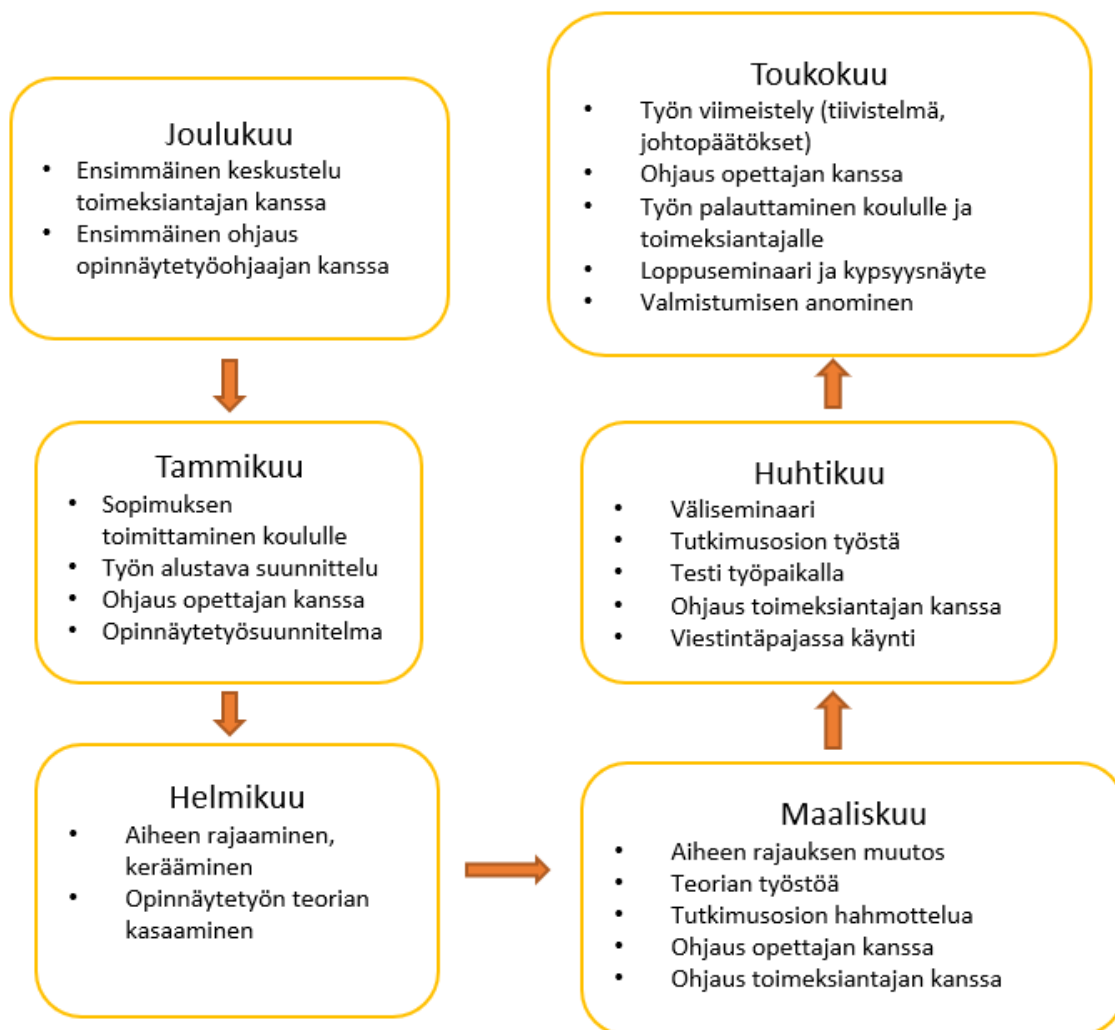 Joulukuu
• Ensimmäinen keskustelu
toimeksiantajan kanssa
• Ensimmäinen ohjaus
opinnäytetyöohjaajan kanssa
Tammikuu
• Sopimuksen
toimittaminen koululle
• Työn alustava suunnittelu
• Ohjaus opettajan kanssa
• Opinnäytetyösuunnitelma
Helmikuu
• Aiheen rajaaminen,
kerääminen
• Opinnäytetyön teorian
kasaaminen
Maaliskuu
• Aiheen rajauksen muutos
• Teorian työstöä
• Tutkimusosion hahmottelua
• Ohjaus opettajan kanssa
• Ohjaus toimeksiantajan kanssa
Huhtikuu
• Väliseminaari
• Tutkimusosion työstä
• Testi työpaikalla
• Ohjaus toimeksiantajan kanssa
• Viestintäpajassa käynti
Toukokuu
• Työn viimeistely (tiivistelmä,
johtopäätökset)
• Ohjaus opettajan kanssa
• Työn palauttaminen koululle ja
toimeksiantajalle
• Loppuseminaari ja kypsyysnäyte
• Valmistumisen anominen